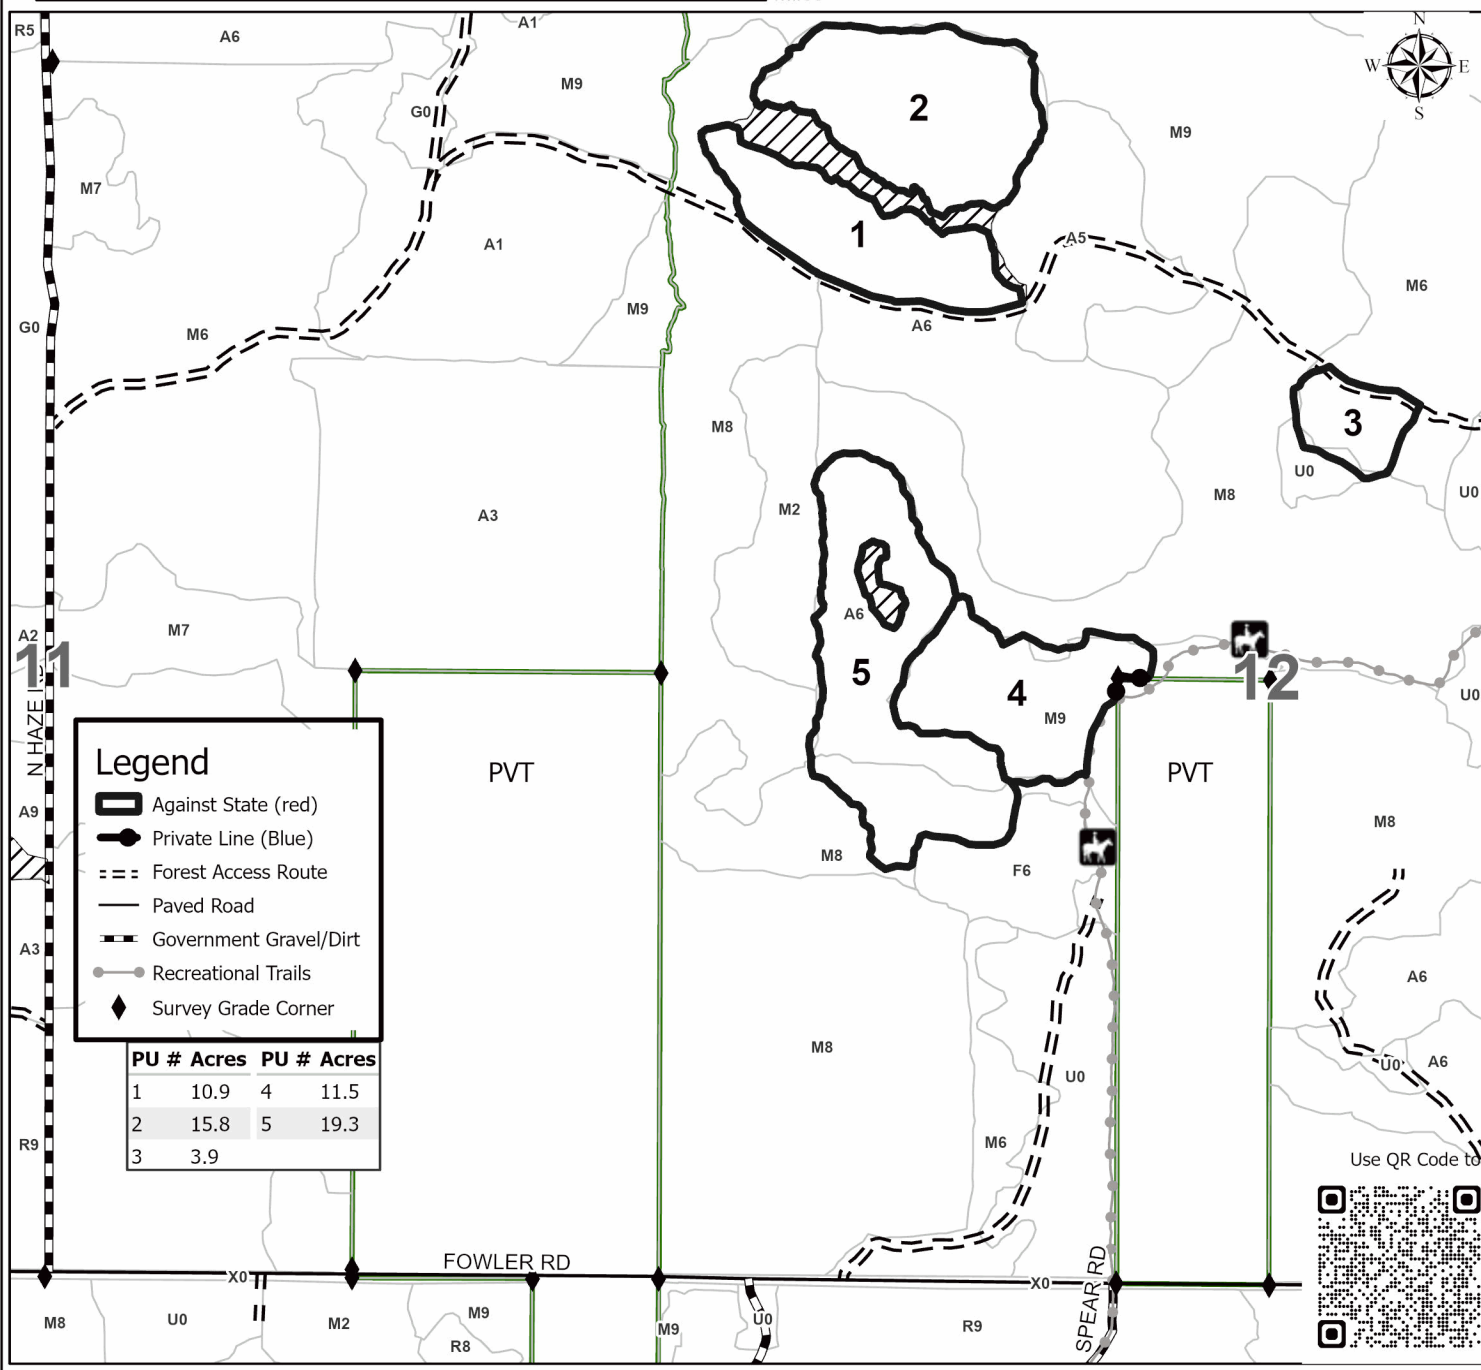 R5
A6
A1
N
W
E
S
M9
2
G0
M9
M7
1
A1
A5
M6
M9
G0
M6
A6
M8
3
U0
M8
U0
M2
A3
A6
M7
A2
11
12
5
4
M9
U0
N HAZE RD
PVT
PVT
Legend
Against State (red)
Private Line (Blue)
Forest Access Route
Paved Road
Government Gravel/Dirt
Recreational Trails
Survey Grade Corner
A9
M8
M8
F6
A3
A6
PU # Acres PU # Acres
1 10.9 4 11.5
2 15.8 5 19.3
3 3.9
M8
U0
U0
A6
R9
M6
Use QR Code to
FOWLER RD
X0
X0
SPEAR RD
M8
U0
M2
M9
R8
M9
U0
R9